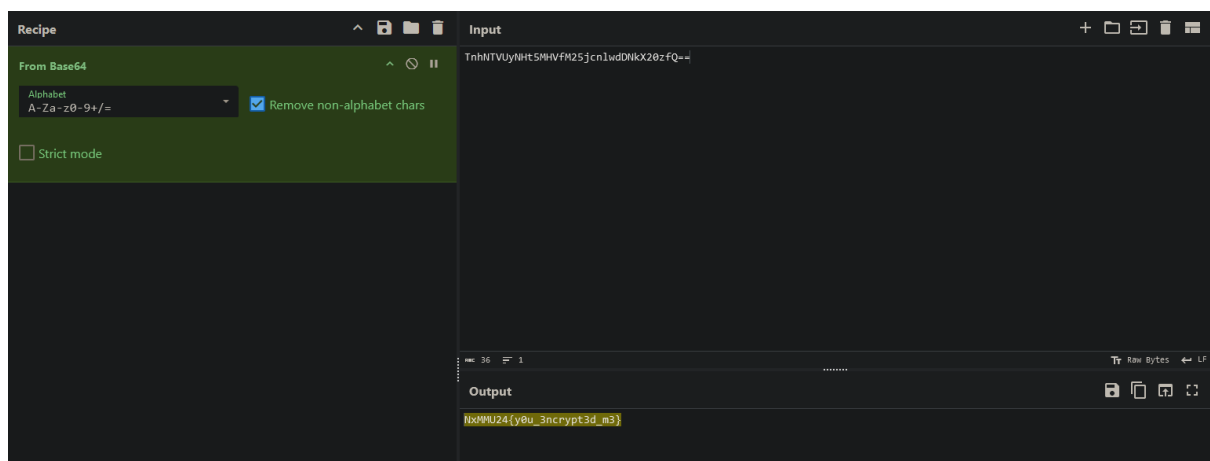 Recipe
From Base64
Alphabet
A-Za-z0-9+/=
Remove non-alphabet chars
Strict mode
Input
TnhNTVUyNHt5MHVfM25jcnlwdDNkX20zfQ==
36 1 Raw Bytes LF
Output
NxMMU24{y0u_3ncrypt3d_m3}